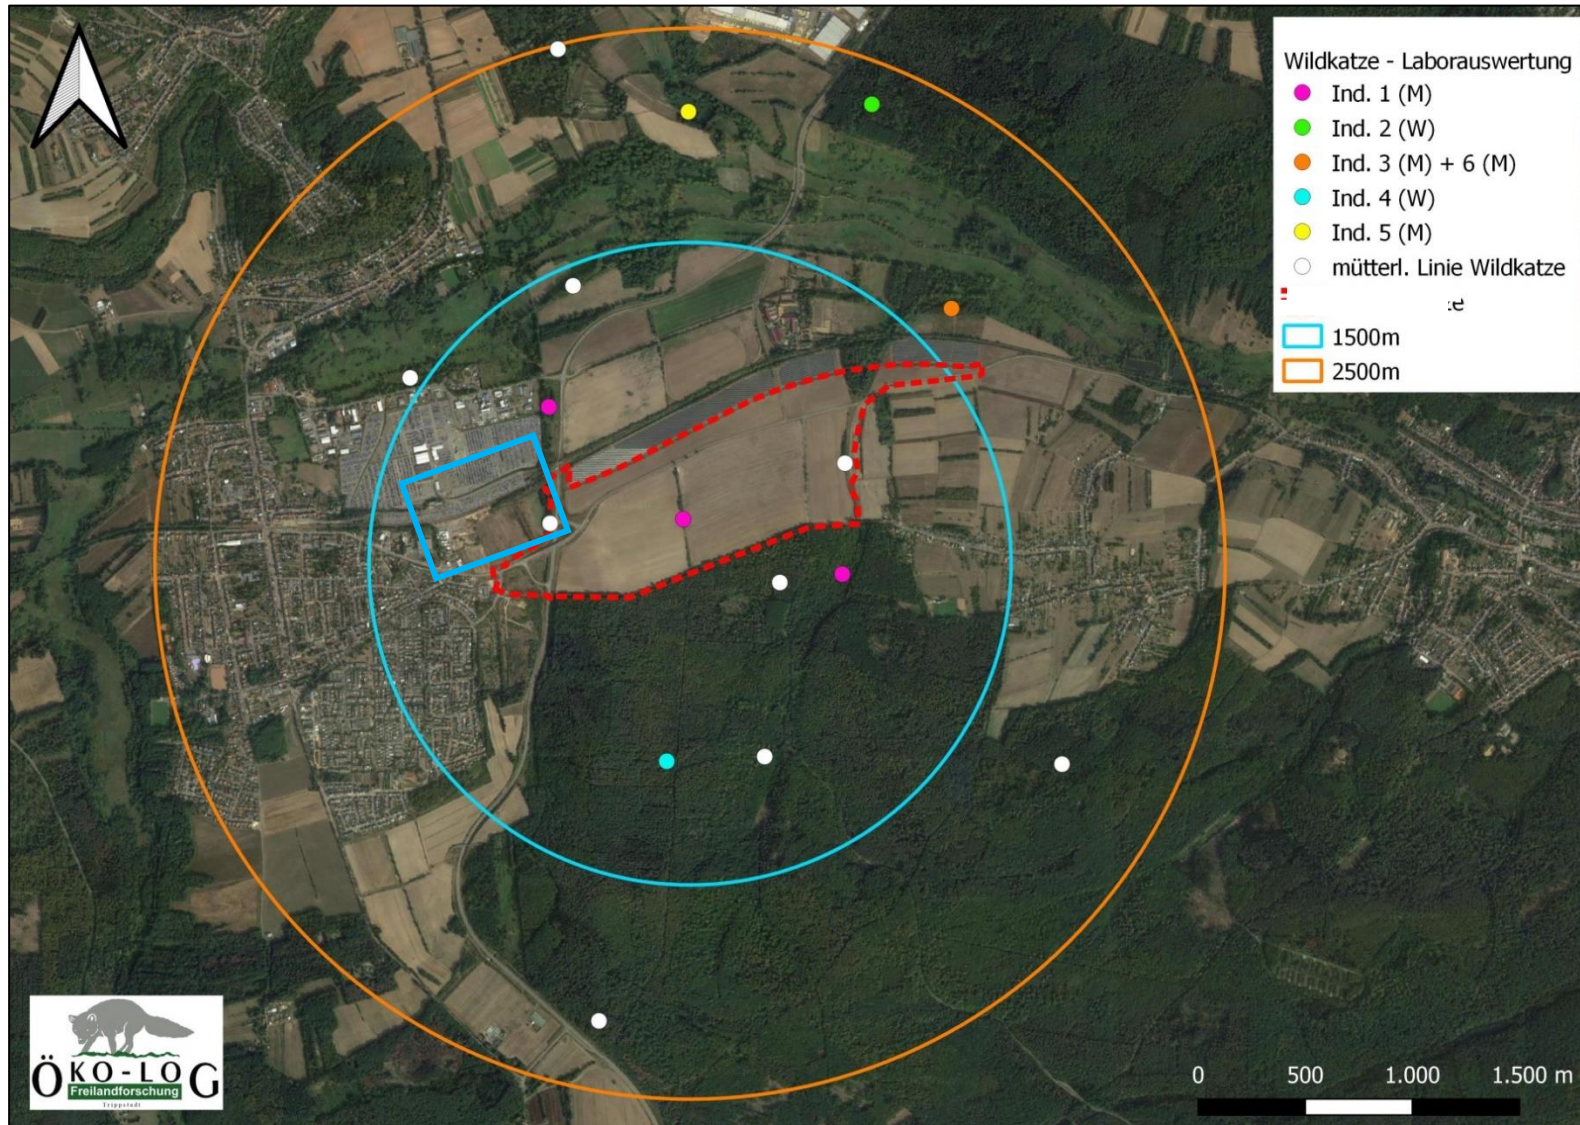 Wildkatze - Laborauswertung
Ind. 1 (M)
Ind. 2 (W)
Ind. 3 (M) + 6 (M)
Ind. 4 (W)
Ind. 5 (M)
mütterl. Linie Wildkatze
1500m
2500m
ÖKO-LOG
Freilandforschung
Trippstadt
0 500 1.000 1.500 m